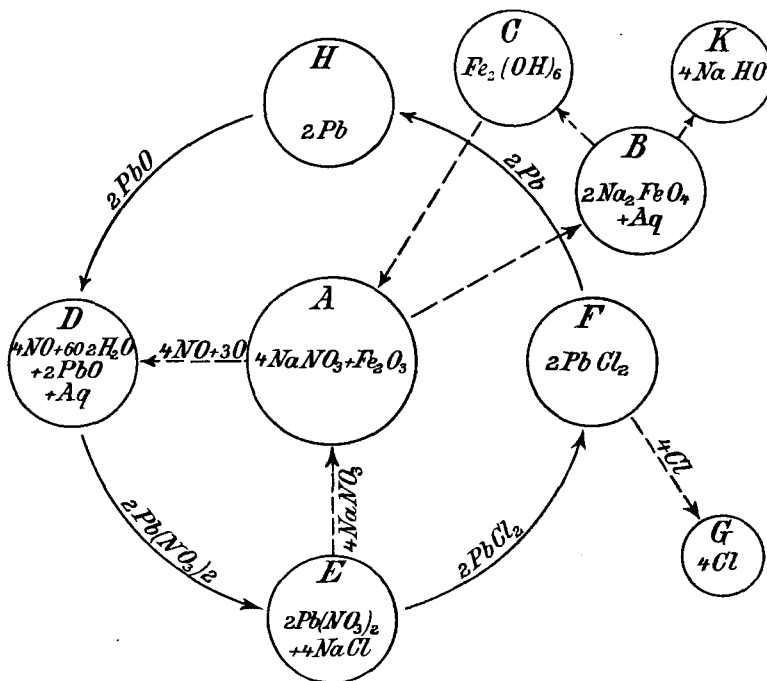 H
2Pb
C
Fe₂(OH)₆
K
4NaHO
B
2Na₂FeO₄
+Aq
2PbO
2Pb
A
4NaNO₃+Fe₂O₃
D
4NO+602H₂O
+2PbO
+Aq
4NO+3O
F
2PbCl₂
4Cl
G
4Cl
4NaNO₃
2Pb(NO₃)2
2PbCl₂
E
2Pb(NO₃)₂
+4NaCl